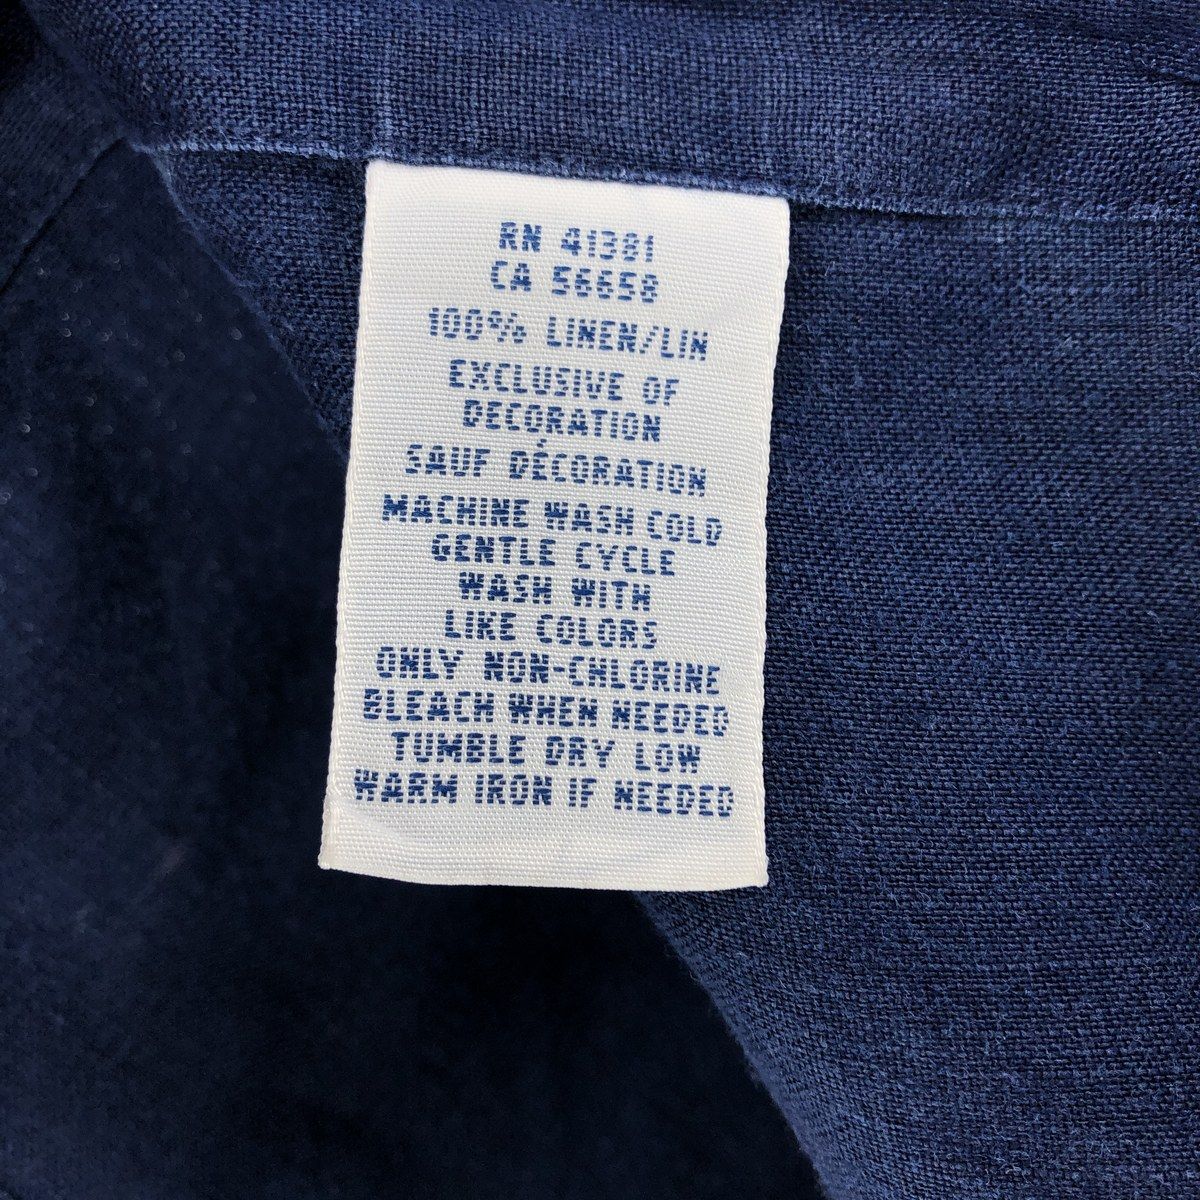 RN 41381
CA 56658
100% LINEN/LIN
EXCLUSIVE OF
DECORATION
SAUF DÉCORATION
MACHINE WASH COLD
GENTLE CYCLE
WASH WITH
LIKE COLORS
ONLY NON-CHLORINE
BLEACH WHEN NEEDED
TUMBLE DRY LOW
WARM IRON IF NEEDED